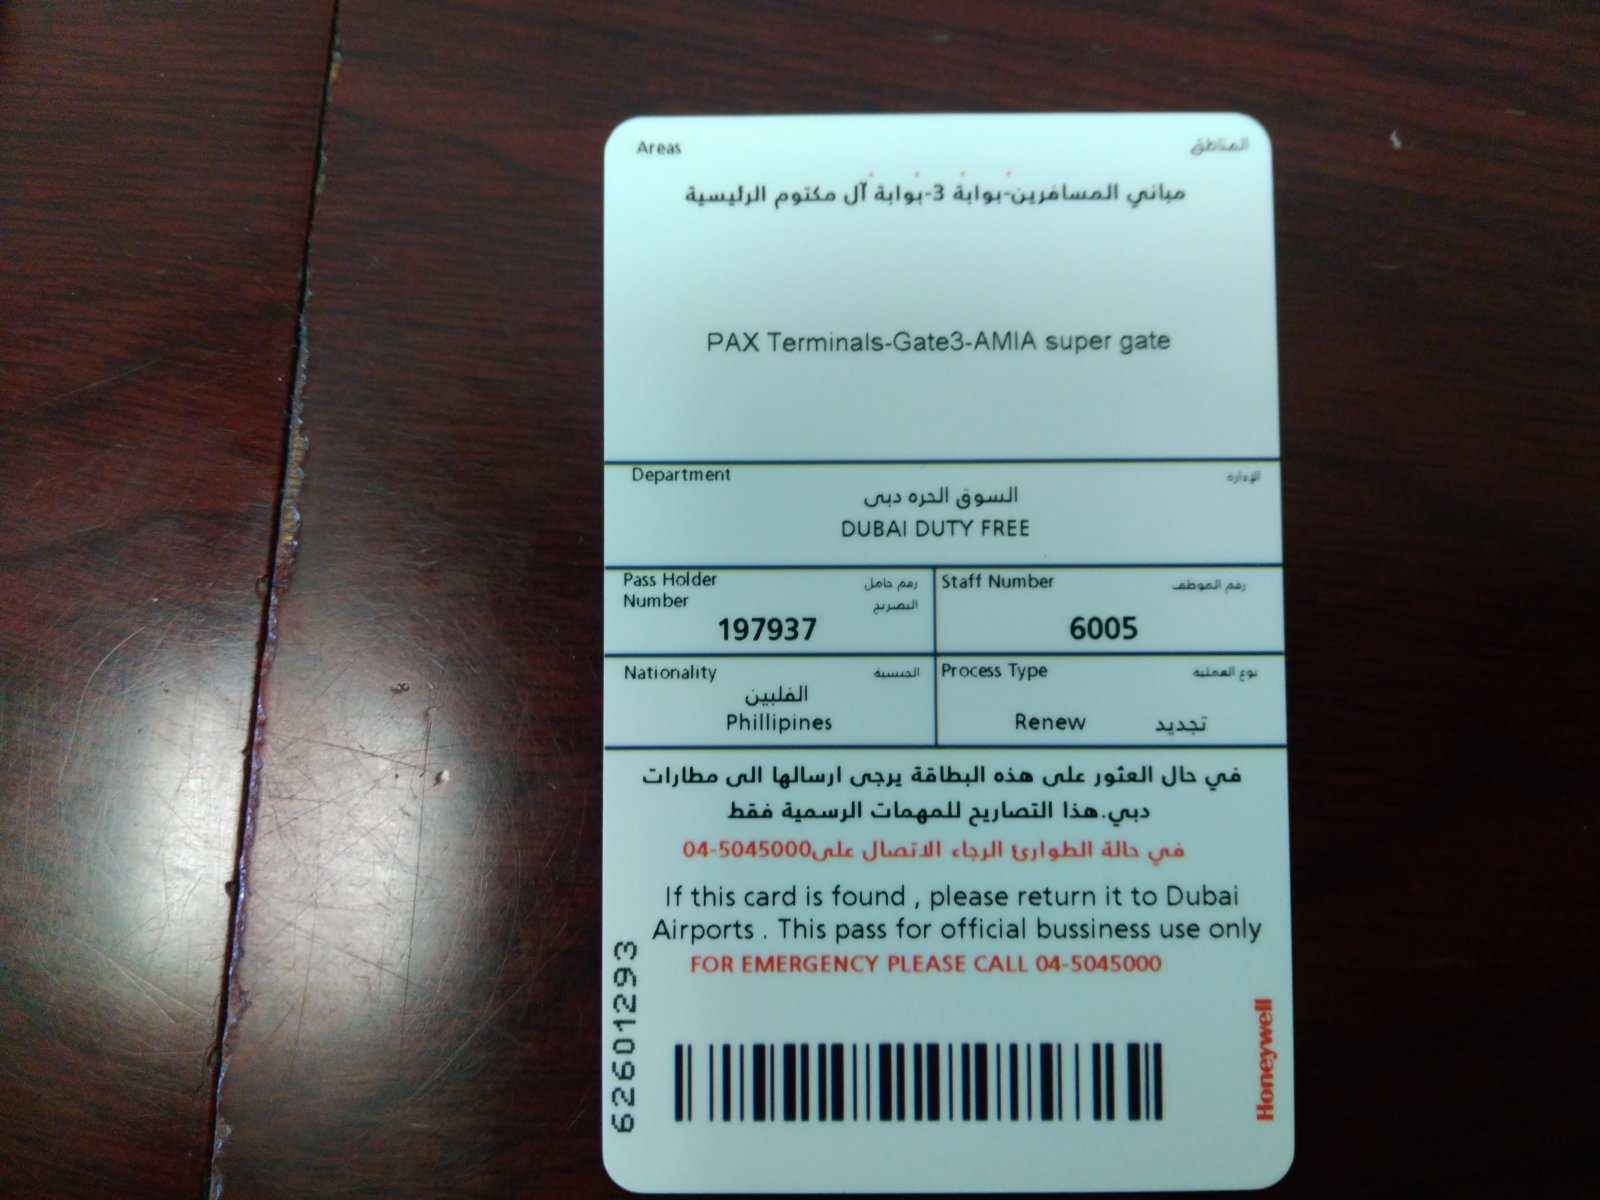 Areas المناطق
مباني المسافرين-بوابة 3-بوابة آل مكتوم الرئيسية
PAX Terminals-Gate3-AMIA super gate
Department الإدارة
السوق الحره دبى
DUBAI DUTY FREE
Pass Holder رقم حامل
Number التصريح
197937
Staff Number رقم الموظف
6005
Nationality الجنسية
الفلبين
Phillipines
Process Type نوع العملية
Renew تجديد
في حال العثور على هذه البطاقة يرجى ارسالها الى مطارات
دبي.هذا التصاريح للمهمات الرسمية فقط
في حالة الطوارئ الرجاء الاتصال على04-5045000
If this card is found , please return it to Dubai
Airports . This pass for official bussiness use only
FOR EMERGENCY PLEASE CALL 04-5045000
62601293
Honeywell